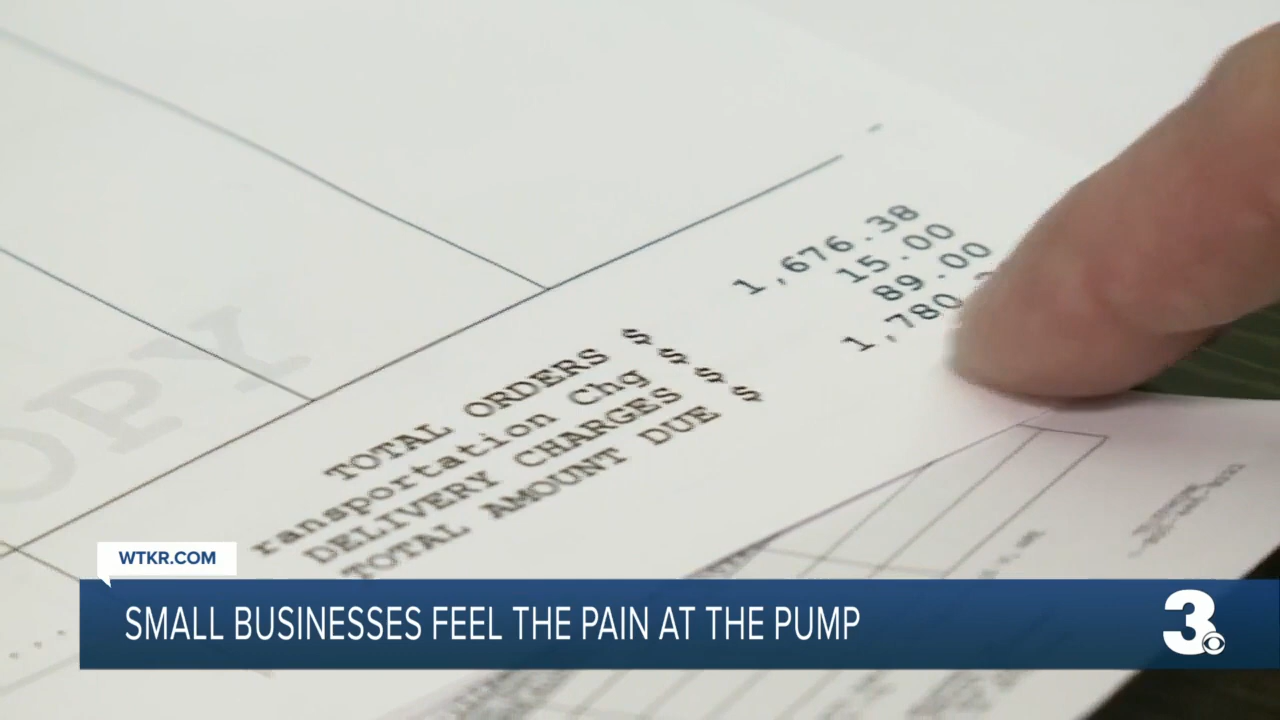 1,676.38
15.00
89.00
1,780.
TOTAL ORDERS $
ransportation Chg $
DELIVERY CHARGES $
TOTAL AMOUNT DUE $
OPY
WTKR.COM
SMALL BUSINESSES FEEL THE PAIN AT THE PUMP
3